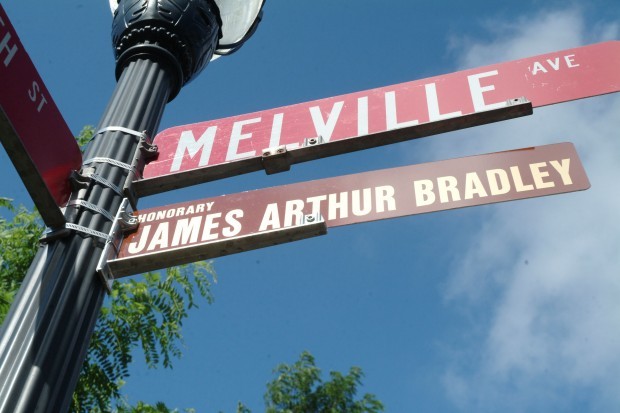 H ST
MELVILLE AVE
HONORARY
JAMES ARTHUR BRADLEY